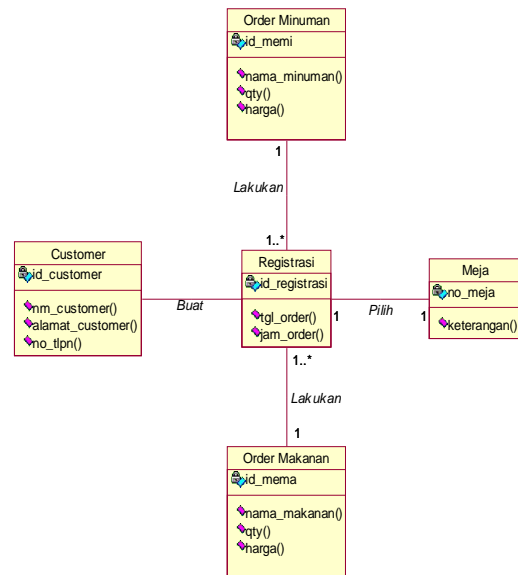 Order Minuman
id_memi
nama_minuman()
qty()
harga()
1
Lakukan
1..*
Customer
id_customer
nm_customer()
alamat_customer()
no_tlpn()
Buat
Registrasi
id_registrasi
tgl_order()
jam_order()
1
Pilih
1
Meja
no_meja
keterangan()
1..*
Lakukan
1
Order Makanan
id_mema
nama_makanan()
qty()
harga()